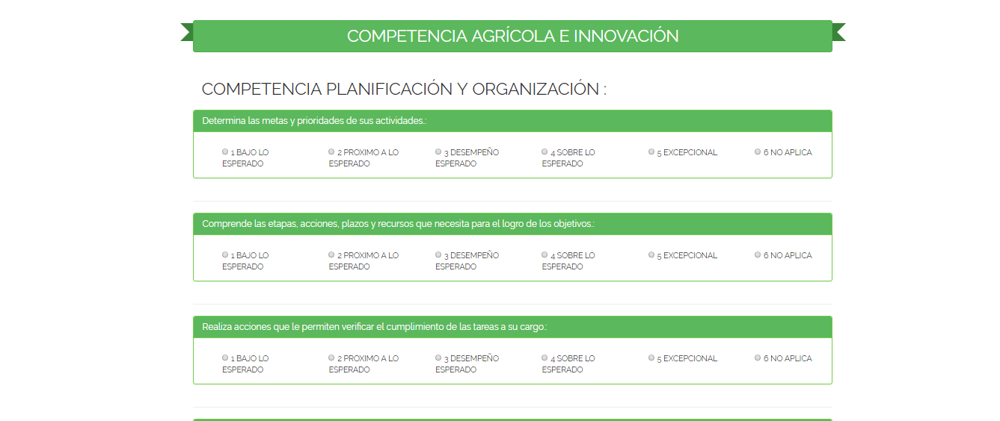 COMPETENCIA AGRÍCOLA E INNOVACIÓN
COMPETENCIA PLANIFICACIÓN Y ORGANIZACIÓN :
Determina las metas y prioridades de sus actividades.:
1 BAJO LO ESPERADO
2 PROXIMO A LO ESPERADO
3 DESEMPEÑO ESPERADO
4 SOBRE LO ESPERADO
5 EXCEPCIONAL
6 NO APLICA
Comprende las etapas, acciones, plazos y recursos que necesita para el logro de los objetivos.:
1 BAJO LO ESPERADO
2 PROXIMO A LO ESPERADO
3 DESEMPEÑO ESPERADO
4 SOBRE LO ESPERADO
5 EXCEPCIONAL
6 NO APLICA
Realiza acciones que le permiten verificar el cumplimiento de las tareas a su cargo.:
1 BAJO LO ESPERADO
2 PROXIMO A LO ESPERADO
3 DESEMPEÑO ESPERADO
4 SOBRE LO ESPERADO
5 EXCEPCIONAL
6 NO APLICA